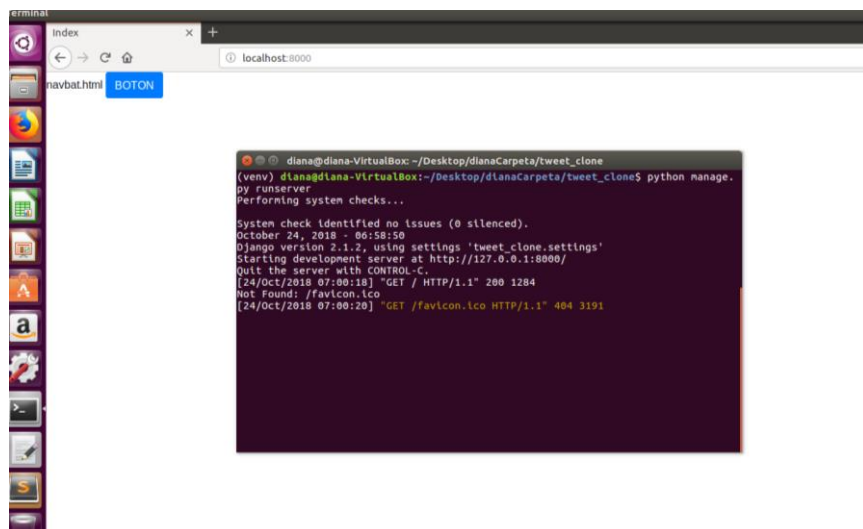 Terminal
Index
localhost:8000
navbat.html BOTON
diana@diana-VirtualBox: ~/Desktop/dianaCarpeta/tweet_clone
(venv) diana@diana-VirtualBox:~/Desktop/dianaCarpeta/tweet_clone$ python manage.
py runserver
Performing system checks...
System check identified no issues (0 silenced).
October 24, 2018 - 06:58:50
Django version 2.1.2, using settings 'tweet_clone.settings'
Starting development server at http://127.0.0.1:8000/
Quit the server with CONTROL-C.
[24/Oct/2018 07:00:18] "GET / HTTP/1.1" 200 1284
Not Found: /favicon.ico
[24/Oct/2018 07:00:20] "GET /favicon.ico HTTP/1.1" 404 3191